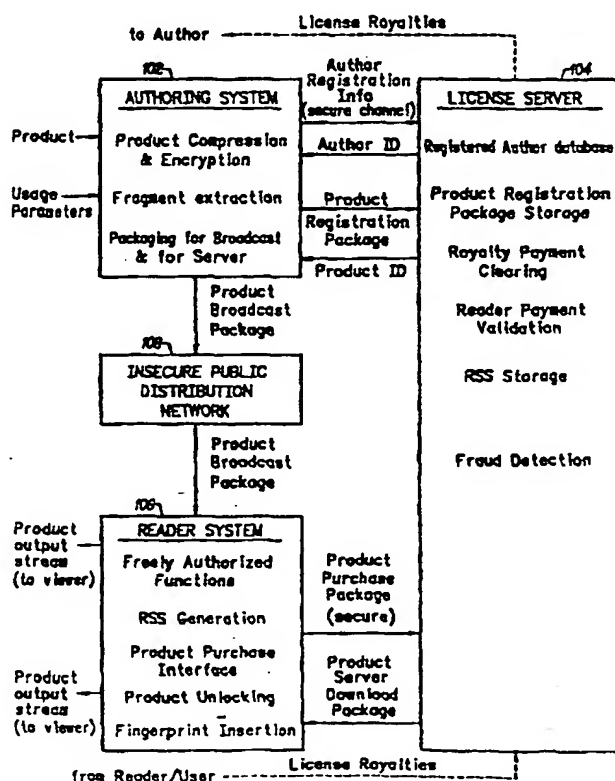 License Royalties
to Author
Author
Registration
Info
(secure channel)
102
AUTHORING SYSTEM
Product Compression
& Encryption
Fragment extraction
Packaging for Broadcast
& for Server
Product
Usage
Parameters
Author ID
Product
Registration
Package
Product ID
104
LICENSE SERVER
Registered Author database
Product Registration
Package Storage
Royalty Payment
Clearing
Reader Payment
Validation
RSS Storage
Fraud Detection
Product
Broadcast
Package
108
INSECURE PUBLIC
DISTRIBUTION
NETWORK
Product
Broadcast
Package
106
READER SYSTEM
Freely Authorized
Functions
RSS Generation
Product Purchase
Interface
Product Unlocking
Fingerprint Insertion
Product
output
stream
(to viewer)
Product
output
stream
(to viewer)
Product
Purchase
Package
(secure)
Product
Server
Download
Package
License Royalties
from Reader/User